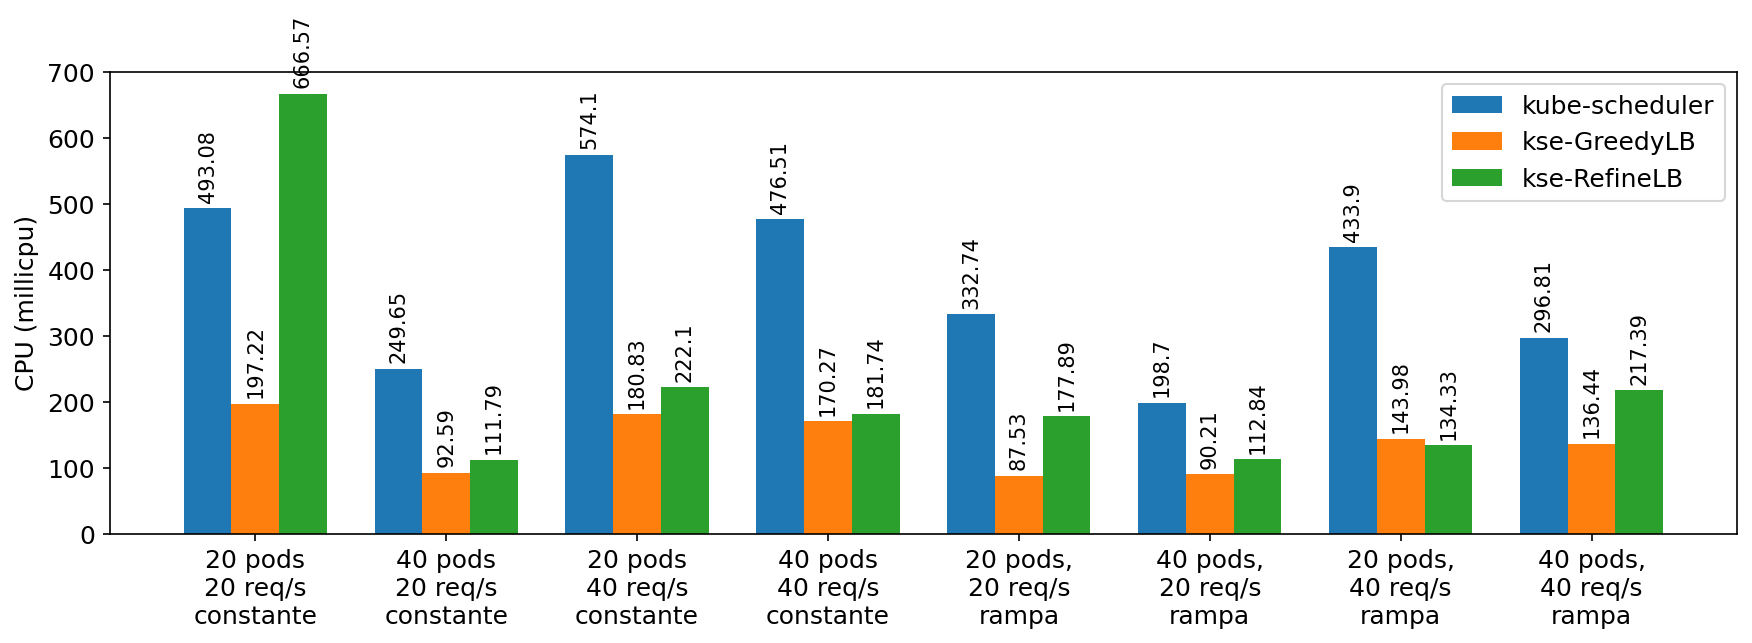 666.57
700
600
500
400
300
200
100
0
CPU (millicpu)
kube-scheduler
kse-GreedyLB
kse-RefineLB
493.08
197.22
249.65
92.59
111.79
574.1
180.83
222.1
476.51
170.27
181.74
332.74
87.53
177.89
198.7
90.21
112.84
433.9
143.98
134.33
296.81
136.44
217.39
20 pods
20 req/s
constante
40 pods
20 req/s
constante
20 pods
40 req/s
constante
40 pods
40 req/s
constante
20 pods,
20 req/s
rampa
40 pods,
20 req/s
rampa
20 pods,
40 req/s
rampa
40 pods,
40 req/s
rampa